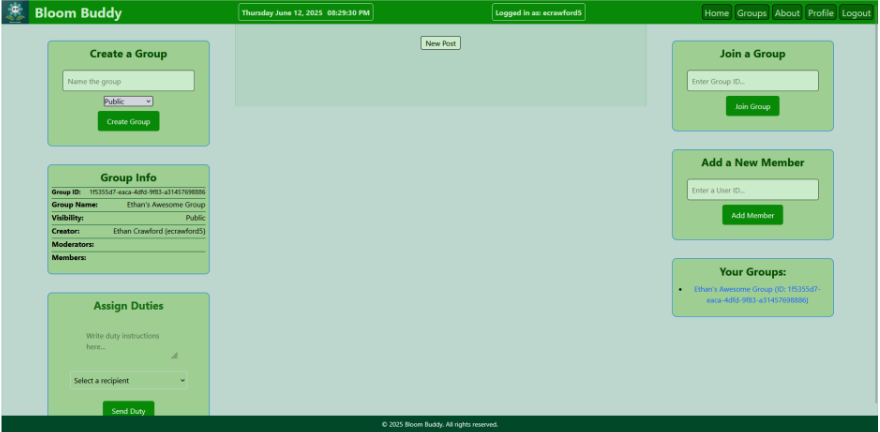 Bloom Buddy
Thursday June 12, 2025 08:29:30 PM
Logged in as: ecrawford5
Home Groups About Profile Logout
Create a Group
Name the group
Public
Create Group
Group Info
Group ID: 1f5355d7-eaca-4dfd-9f83-a31457698886
Group Name: Ethan's Awesome Group
Visibility: Public
Creator: Ethan Crawford (ecrawford5)
Moderators:
Members:
Assign Duties
Write duty instructions
here...
Select a recipient
Send Duty
New Post
Join a Group
Enter Group ID...
Join Group
Add a New Member
Enter a User ID...
Add Member
Your Groups:
Ethan's Awesome Group (ID: 1f5355d7-
eaca-4dfd-9f83-a31457698886)
© 2025 Bloom Buddy. All rights reserved.